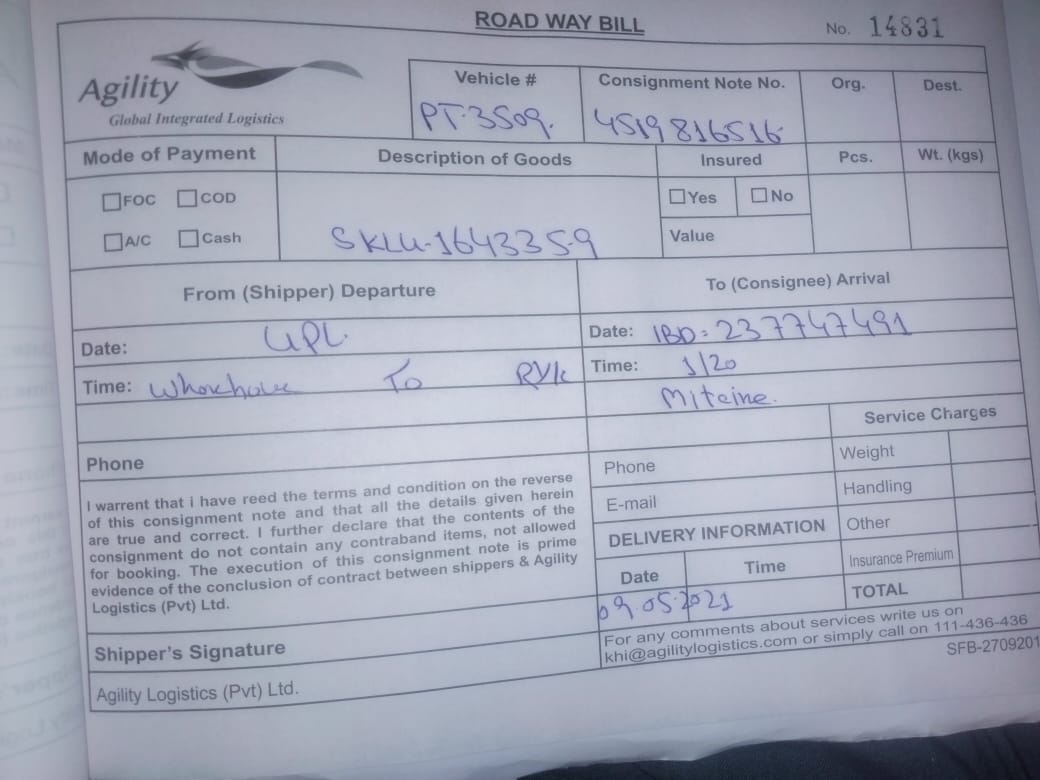 ROAD WAY BILL
No. 14831
Agility
Global Integrated Logistics
Vehicle #
PT-3509.
Consignment Note No.
4519816516
Org.
Dest.
Mode of Payment
Description of Goods
Insured
Pcs.
Wt. (kgs)
FOC
COD
Yes
No
A/C
Cash
SKLU-1643359
Value
From (Shipper) Departure
To (Consignee) Arrival
Date: UPL.
Date: IBD=237747491
Time: To RYK
Time: 1/20
Service Charges
Phone
Phone
Weight
I warrent that i have reed the terms and condition on the reverse
of this consignment note and that all the details given herein
are true and correct. I further declare that the contents of the
consignment do not contain any contraband items, not allowed
for booking. The execution of this consignment note is prime
evidence of the conclusion of contract between shippers & Agility
Logistics (Pvt) Ltd.
E-mail
Handling
DELIVERY INFORMATION
Other
Date
Time
Insurance Premium
09.05.2021
TOTAL
Shipper's Signature
For any comments about services write us on
khi@agilitylogistics.com or simply call on 111-436-436
Agility Logistics (Pvt) Ltd.
SFB-2709201